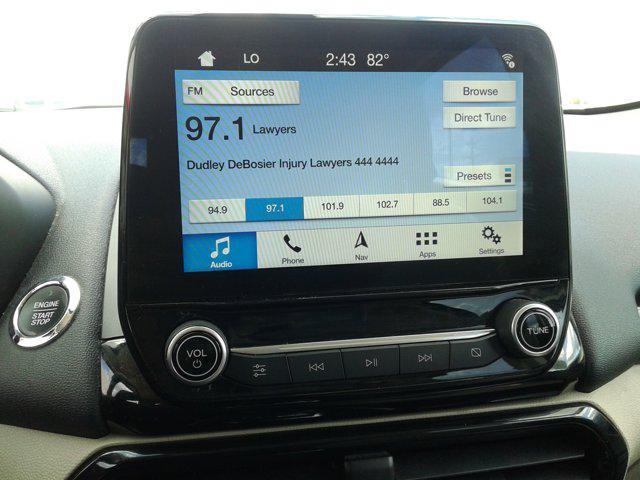 LO 2:43 82°
FM Sources Browse
97.1 Lawyers Direct Tune
Dudley DeBosier Injury Lawyers 444 4444
Presets
94.9 97.1 101.9 102.7 88.5 104.1
Audio Phone Nav Apps Settings
ENGINE
START
STOP
VOL
TUNE